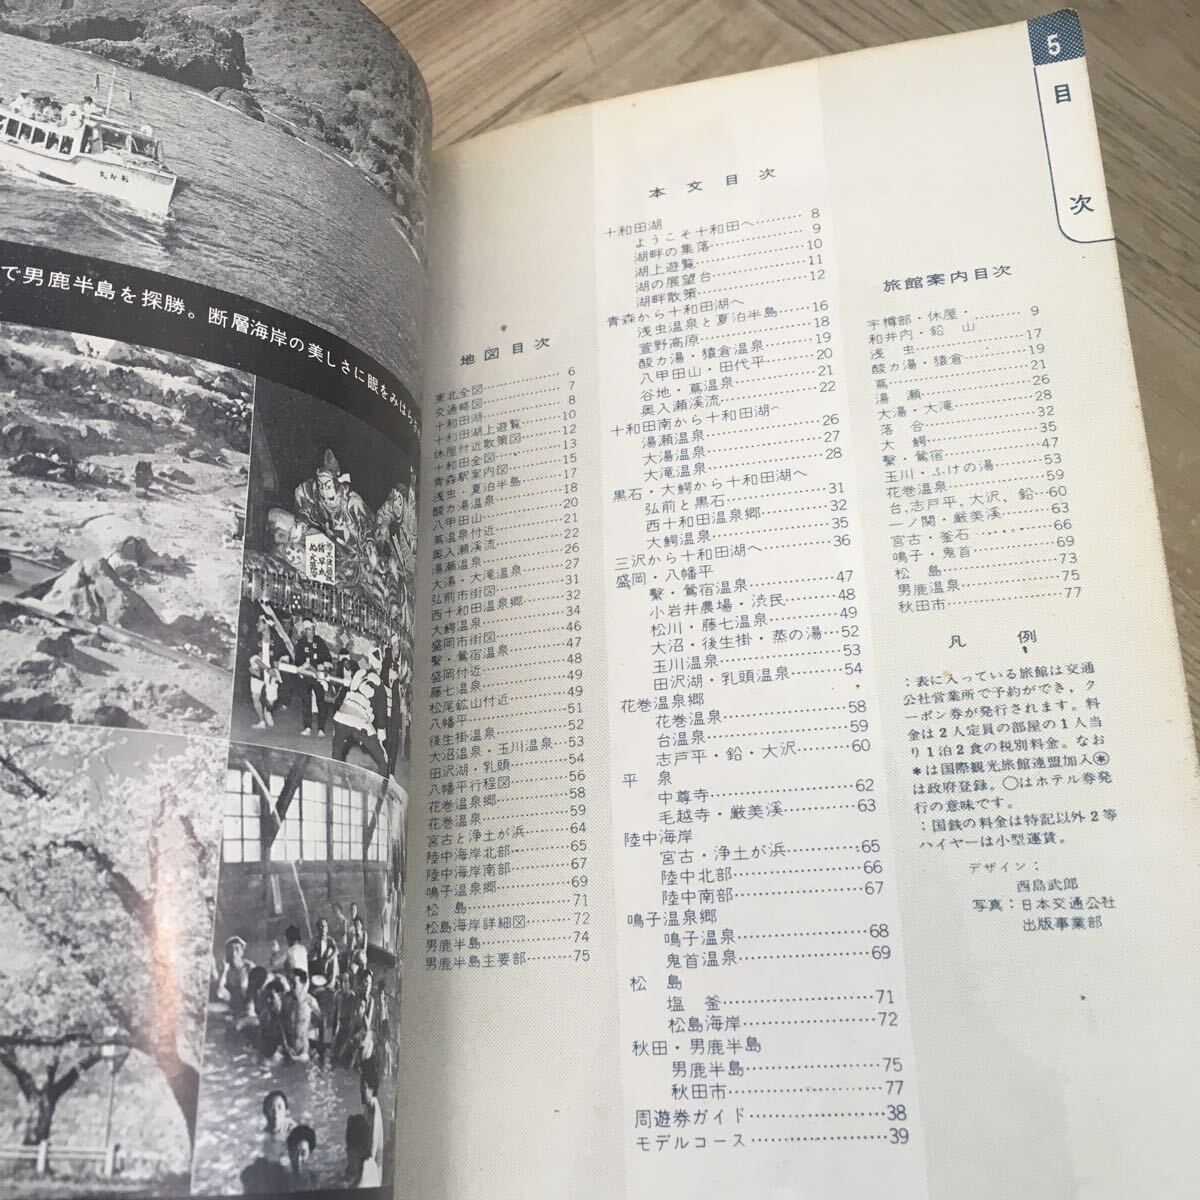 おがちゃ
で男鹿半島を探勝。断層海岸の美しさに眼をみはら
5
目次
地図目次
東北全図 6
交通略図 7
十和田湖 8
十和田湖上遊覧 10
休屋付近散策図 12
十和田全図 13
青森駅案内図 15
浅虫・夏泊半島 17
酸カ湯温泉 18
八甲田山 20
蔦温泉付近 21
奥入瀬溪流 22
湯瀬温泉 26
大湯・大滝温泉 27
弘前市街図 31
西十和田温泉郷 32
大鰐温泉 34
盛岡市街図 46
繋・鶯宿温泉 47
盛岡付近 48
藤七温泉 49
松尾鉱山付近 49
八幡平 51
後生掛温泉 52
大沼温泉・玉川温泉 53
田沢湖・乳頭 54
八幡平行程図 56
花巻温泉郷 58
花巻温泉 59
宮古と浄土が浜 64
陸中海岸北部 65
陸中海岸南部 67
鳴子温泉郷 69
松島 71
松島海岸詳細図 72
男鹿半島 74
男鹿半島主要部 75
本文目次
十和田湖
ようこそ十和田へ 8
湖畔の集落 9
湖上遊覧 10
湖の展望台 11
湖畔散策 12
青森から十和田湖へ
浅虫温泉と夏泊半島 16
萱野高原 18
酸カ湯・猿倉温泉 19
八甲田山・田代平 20
谷地・蔦温泉 21
奥入瀬溪流 22
十和田南から十和田湖へ
湯瀬温泉 26
大湯温泉 27
大滝温泉 28
黒石・大鰐から十和田湖へ
弘前と黒石 31
西十和田温泉郷 32
大鰐温泉 35
三沢から十和田湖へ 36
盛岡・八幡平
繋・鶯宿温泉 47
小岩井農場・渋民 48
松川・藤七温泉 49
大沼・後生掛・蒸の湯 52
玉川温泉 53
田沢湖・乳頭温泉 54
花巻温泉郷
花巻温泉 58
台温泉 59
志戸平・鉛・大沢 60
平泉
中尊寺 62
毛越寺・厳美溪 63
陸中海岸
宮古・浄土が浜 65
陸中北部 66
陸中南部 67
鳴子温泉郷
鳴子温泉 68
鬼首温泉 69
松島
塩釜 71
松島海岸 72
秋田・男鹿半島
男鹿半島 75
秋田市 77
周遊券ガイド 38
モデルコース 39
旅館案内目次
宇樽部・休屋・
和井内・鉛山 9
浅虫 17
酸カ湯・猿倉 19
蔦 21
湯瀬 26
大湯・大滝 28
落合 32
大鰐 35
繋・鶯宿 47
玉川・ふけの湯 53
花巻温泉 59
台、志戸平、大沢、鉛 60
一ノ関・厳美溪 63
宮古・釜石 66
鳴子・鬼首 69
松島 73
男鹿温泉 75
秋田市 77
凡例
：表に入っている旅館は交通
公社営業所で予約ができ，ク
ーポン券が発行されます。料
金は2人定員の部屋の1人当
り1泊2食の税別料金。なお
＊は国際観光旅館連盟加入㊛
は政府登録。○はホテル券発
行の意味です。
：国鉄の料金は特記以外2等
ハイヤーは小型運賃。
デザイン：
西島武郎
写真：日本交通公社
出版事業部